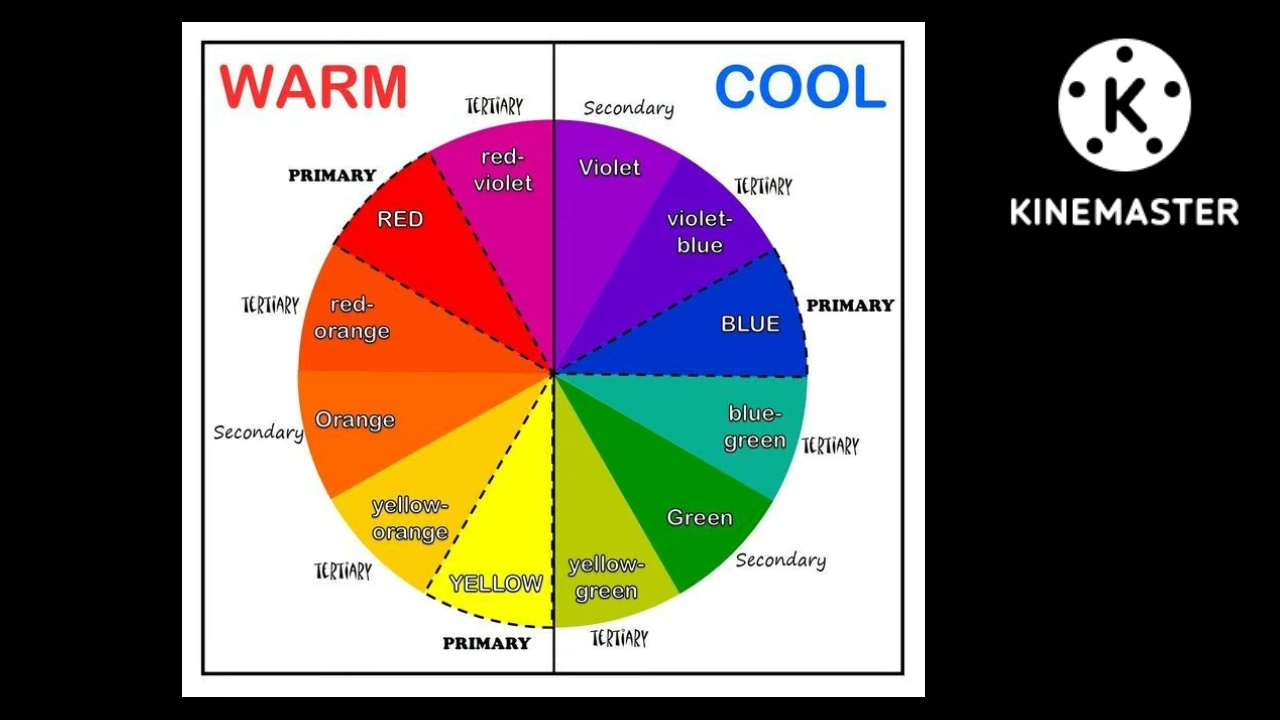 WARM
COOL
TERTIARY
Secondary
PRIMARY
red-
violet
Violet
TERTIARY
RED
violet-
blue
TERTIARY
red-
orange
BLUE
PRIMARY
Secondary
Orange
blue-
green
TERTIARY
yellow-
orange
Green
Secondary
TERTIARY
YELLOW
yellow-
green
PRIMARY
TERTIARY
K
KINEMASTER